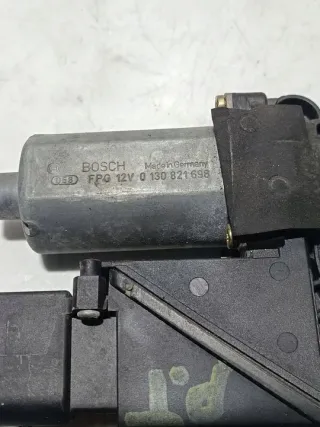 BOSCH Made in Germany
FPG 12V 0 130 821 698